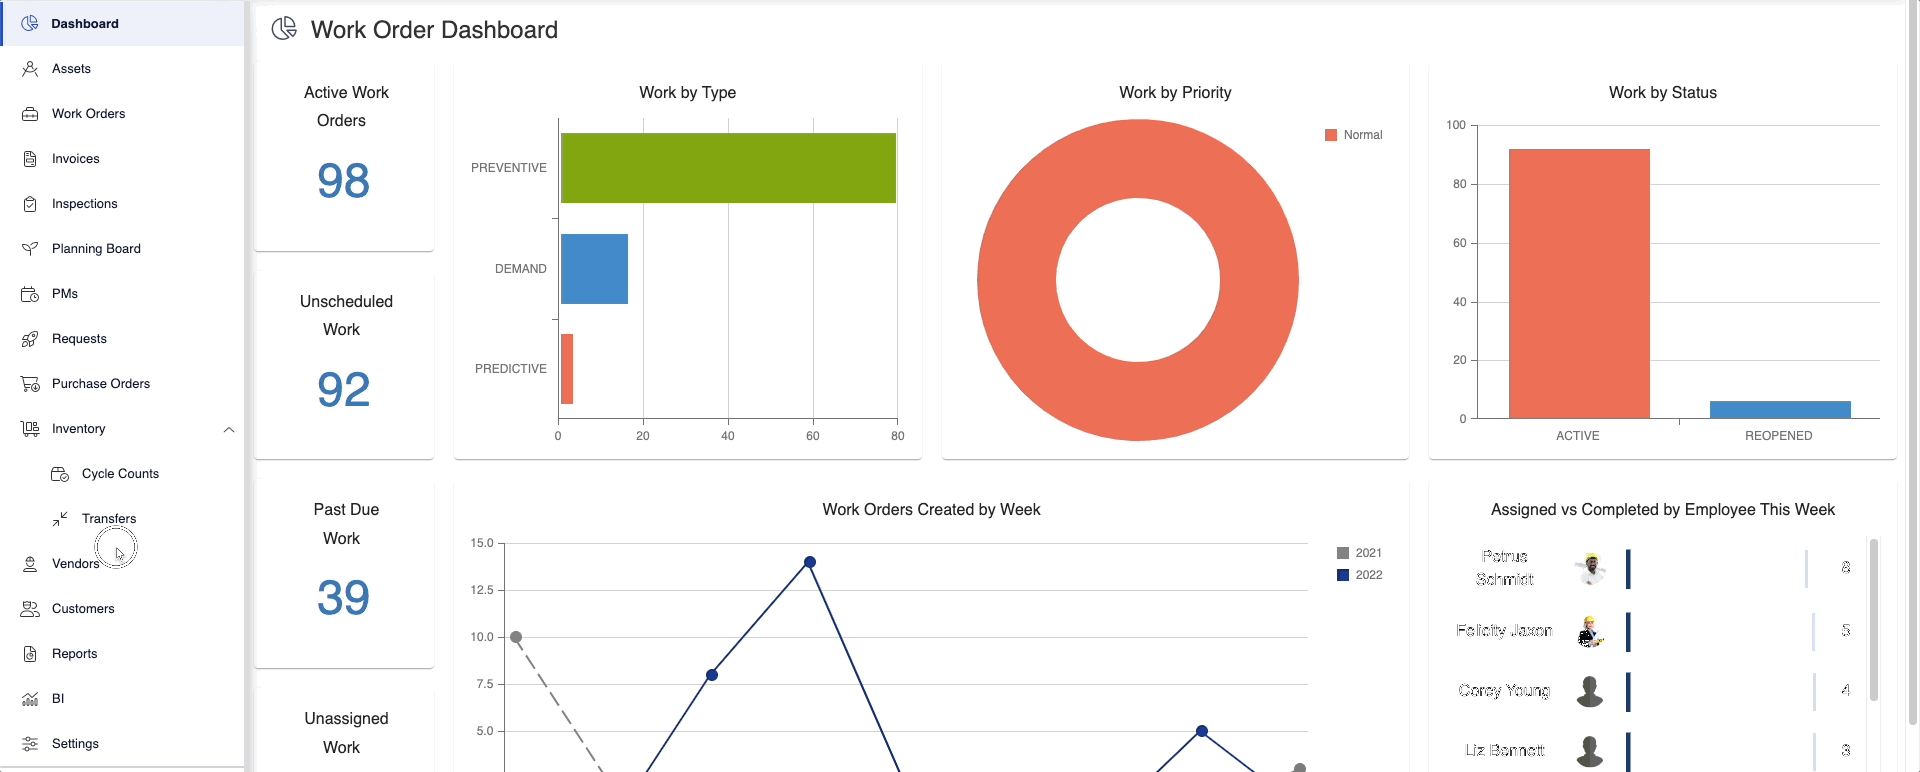 Dashboard
Assets
Work Orders
Invoices
Inspections
Planning Board
PMs
Requests
Purchase Orders
Inventory
Cycle Counts
Transfers
Vendors
Customers
Reports
BI
Settings
Work Order Dashboard
Active Work
Orders
98
Unscheduled
Work
92
Past Due
Work
39
Unassigned
Work
Work by Type
PREVENTIVE
DEMAND
PREDICTIVE
0 20 40 60 80
Work by Priority
Normal
Work by Status
100
80
60
40
20
0
ACTIVE REOPENED
Work Orders Created by Week
15.0
12.5
10.0
7.5
5.0
2021
2022
Assigned vs Completed by Employee This Week
Petrus
Schmidt
8
Felicity Jaxon 5
Corey Young 4
Liz Bennett 3